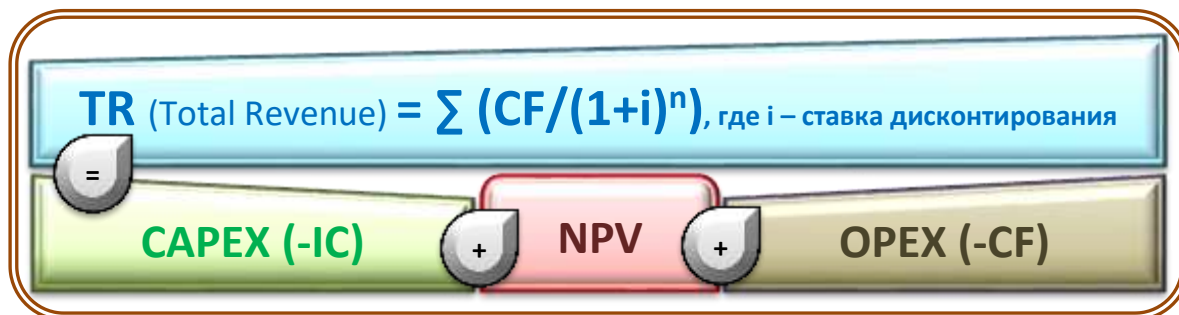 TR (Total Revenue) = ∑ (CF/(1+i)ⁿ), где i – ставка дисконтирования
=
CAPEX (-IC) + NPV + OPEX (-CF)